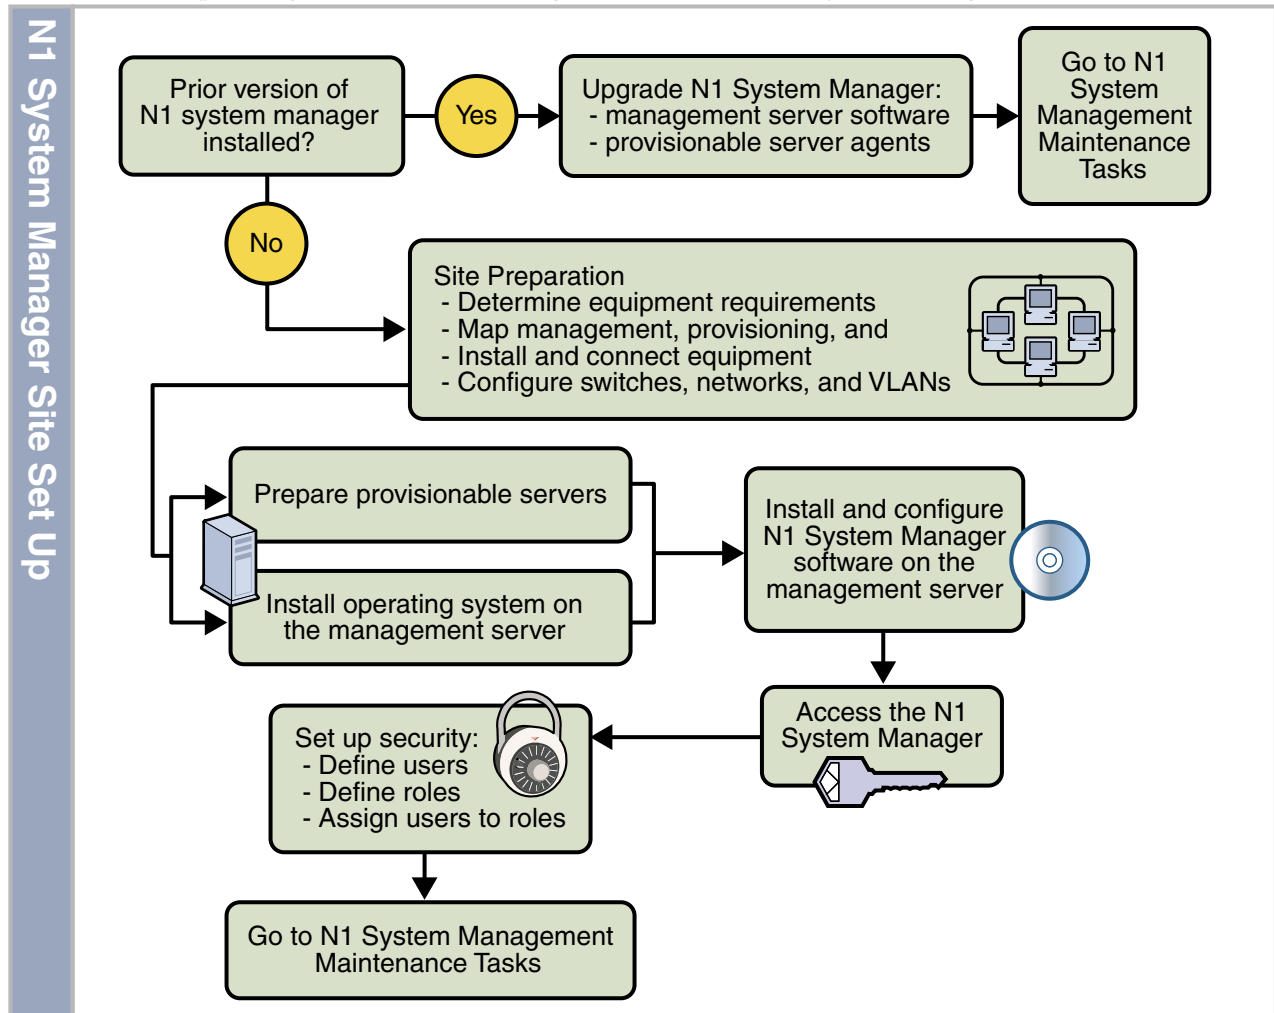 N1 System Manager Site Set Up
Prior version of
N1 system manager
installed?
Yes
Upgrade N1 System Manager:
- management server software
- provisionable server agents
Go to N1
System
Management
Maintenance
Tasks
No
Site Preparation
- Determine equipment requirements
- Map management, provisioning, and
- Install and connect equipment
- Configure switches, networks, and VLANs
Prepare provisionable servers
Install operating system on
the management server
Install and configure
N1 System Manager
software on the
management server
Access the N1
System Manager
Set up security:
- Define users
- Define roles
- Assign users to roles
Go to N1 System Management
Maintenance Tasks